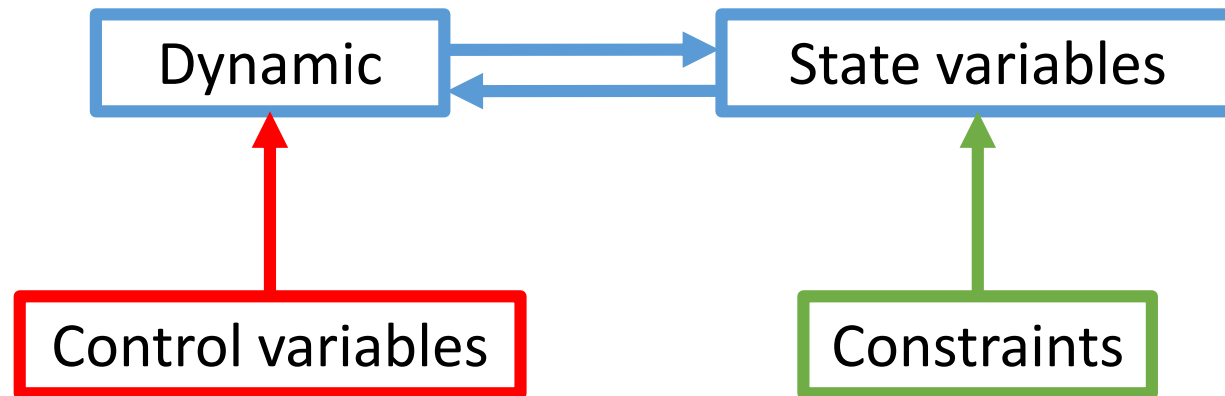 Dynamic
State variables
Control variables
Constraints